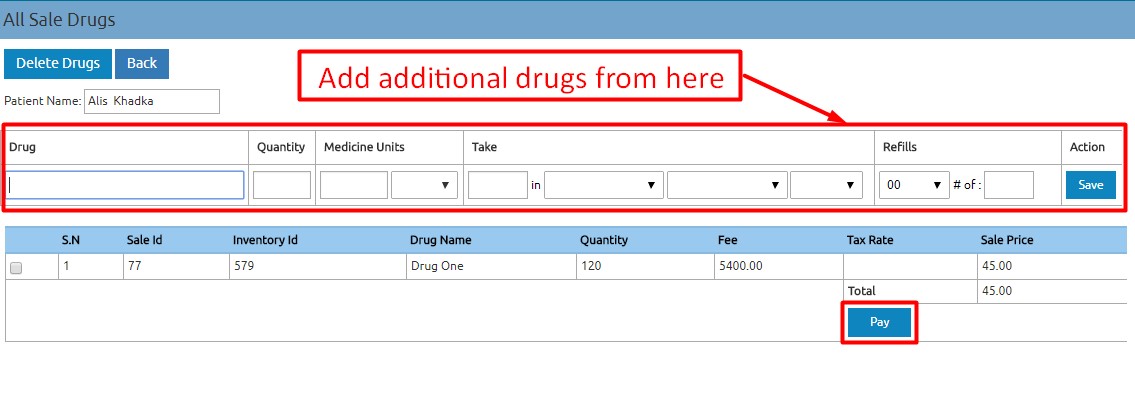 All Sale Drugs
Delete Drugs Back
Add additional drugs from here
Patient Name: Alis Khadka
Drug Quantity Medicine Units Take Refills Action
in 00 # of : Save
S.N Sale Id Inventory Id Drug Name Quantity Fee Tax Rate Sale Price
1 77 579 Drug One 120 5400.00 45.00
Total 45.00
Pay